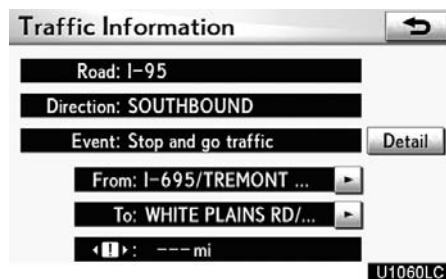 Traffic Information
Road: I-95
Direction: SOUTHBOUND
Event: Stop and go traffic
Detail
From: I-695/TREMONT ...
To: WHITE PLAINS RD/...
: ---mi
U1060LC